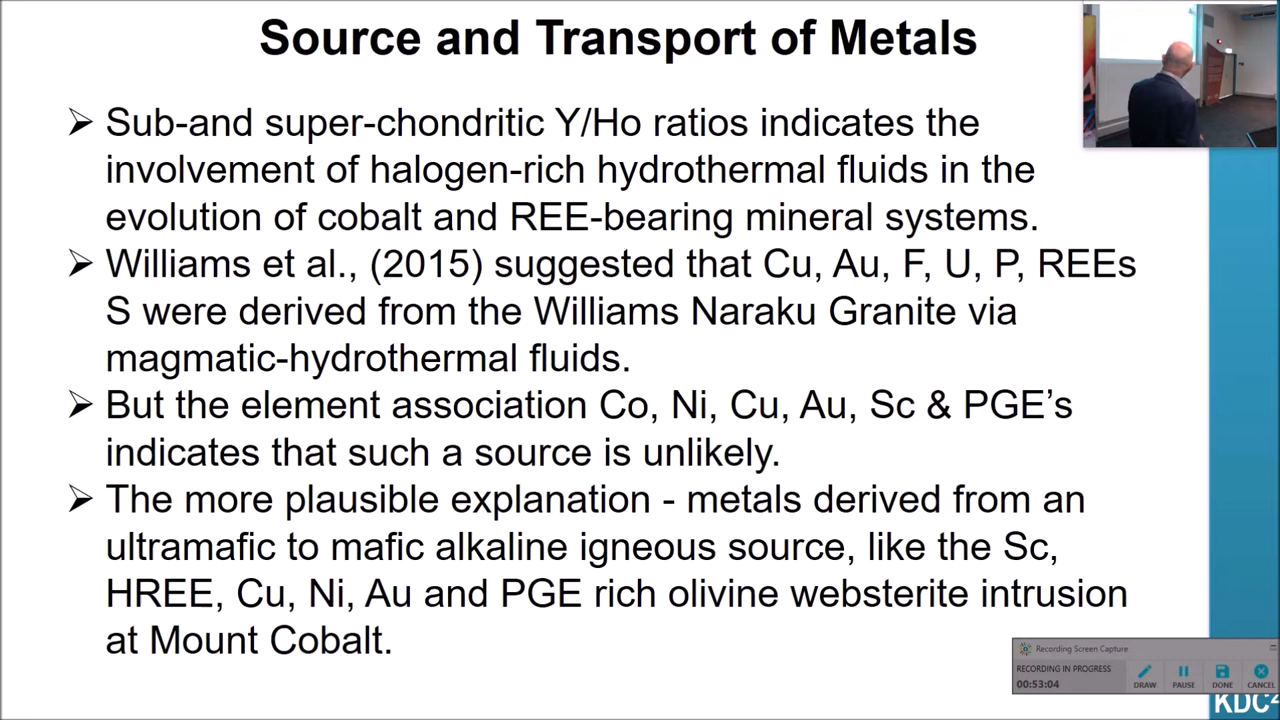 Source and Transport of Metals
Sub-and super-chondritic Y/Ho ratios indicates the
involvement of halogen-rich hydrothermal fluids in the
evolution of cobalt and REE-bearing mineral systems.
Williams et al., (2015) suggested that Cu, Au, F, U, P, REEs
S were derived from the Williams Naraku Granite via
magmatic-hydrothermal fluids.
But the element association Co, Ni, Cu, Au, Sc & PGE’s
indicates that such a source is unlikely.
The more plausible explanation - metals derived from an
ultramafic to mafic alkaline igneous source, like the Sc,
HREE, Cu, Ni, Au and PGE rich olivine websterite intrusion
at Mount Cobalt.
Recording Screen Capture
RECORDING IN PROGRESS
00:53:04
DRAW PAUSE DONE CANCEL
KDC²